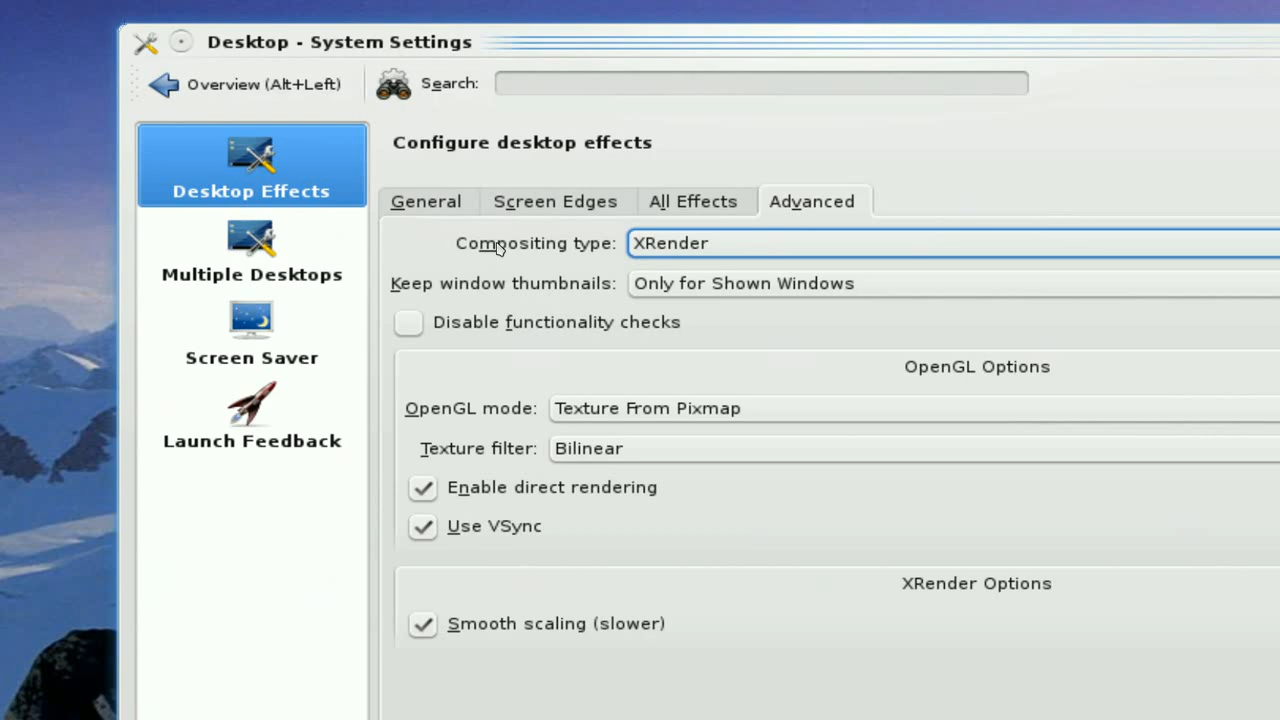 Desktop - System Settings
Overview (Alt+Left)
Search:
Desktop Effects
Multiple Desktops
Screen Saver
Launch Feedback
Configure desktop effects
General
Screen Edges
All Effects
Advanced
Compositing type: XRender
Keep window thumbnails: Only for Shown Windows
Disable functionality checks
OpenGL Options
OpenGL mode: Texture From Pixmap
Texture filter: Bilinear
Enable direct rendering
Use VSync
XRender Options
Smooth scaling (slower)